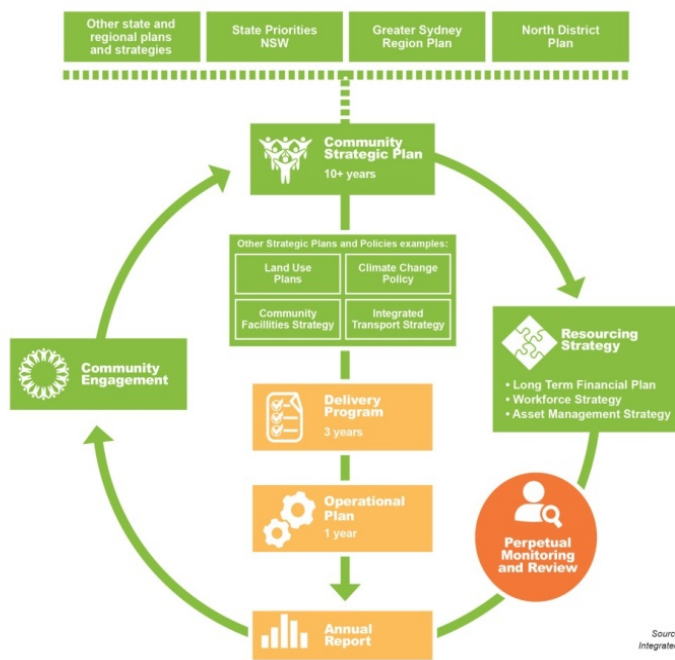 Other state and
regional plans
and strategies
State Priorities
NSW
Greater Sydney
Region Plan
North District
Plan
Community
Strategic Plan
10+ years
Other Strategic Plans and Policies examples:
Land Use
Plans
Climate Change
Policy
Community
Facillities Strategy
Integrated
Transport Strategy
Community
Engagement
Resourcing
Strategy
• Long Term Financial Plan
• Workforce Strategy
• Asset Management Strategy
Delivery
Program
3 years
Operational
Plan
1 year
Perpetual
Monitoring
and Review
Annual
Report
Sourc
Integrated